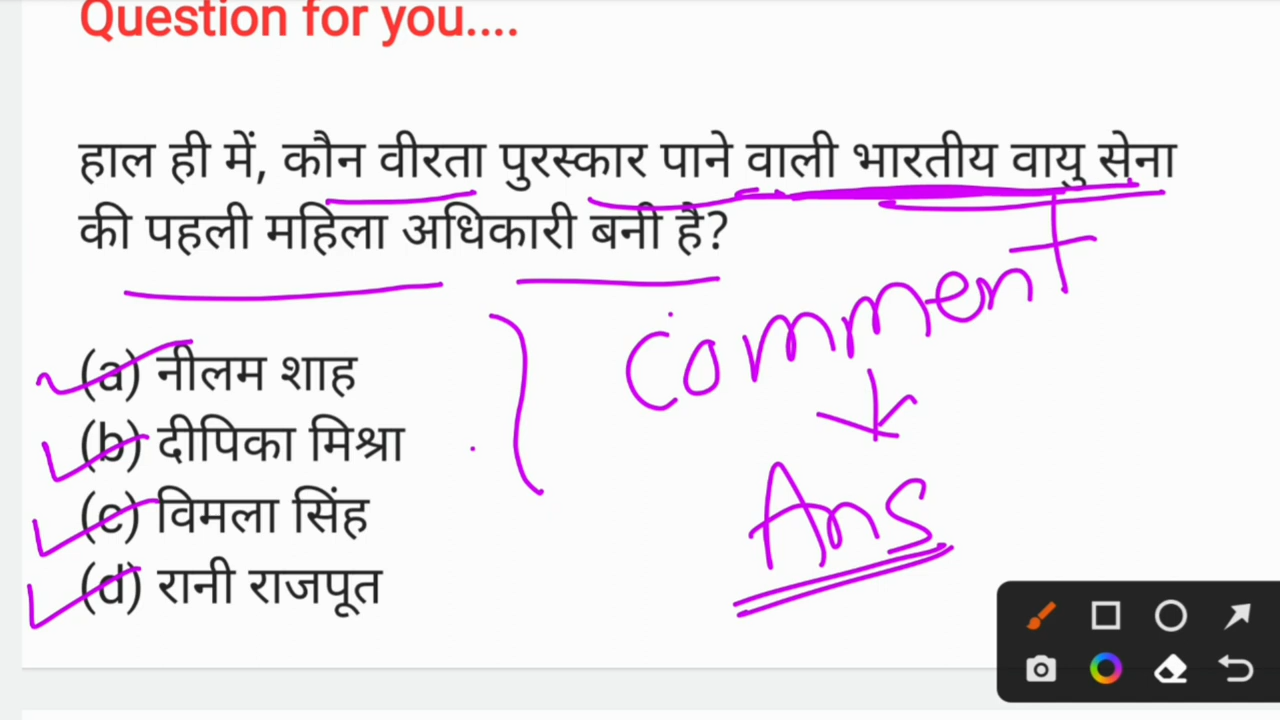 Question for you....
हाल ही में, कौन वीरता पुरस्कार पाने वाली भारतीय वायु सेना
की पहली महिला अधिकारी बनी है?
(a) नीलम शाह
(b) दीपिका मिश्रा
(c) विमला सिंह
(d) रानी राजपूत
Comment
Ans